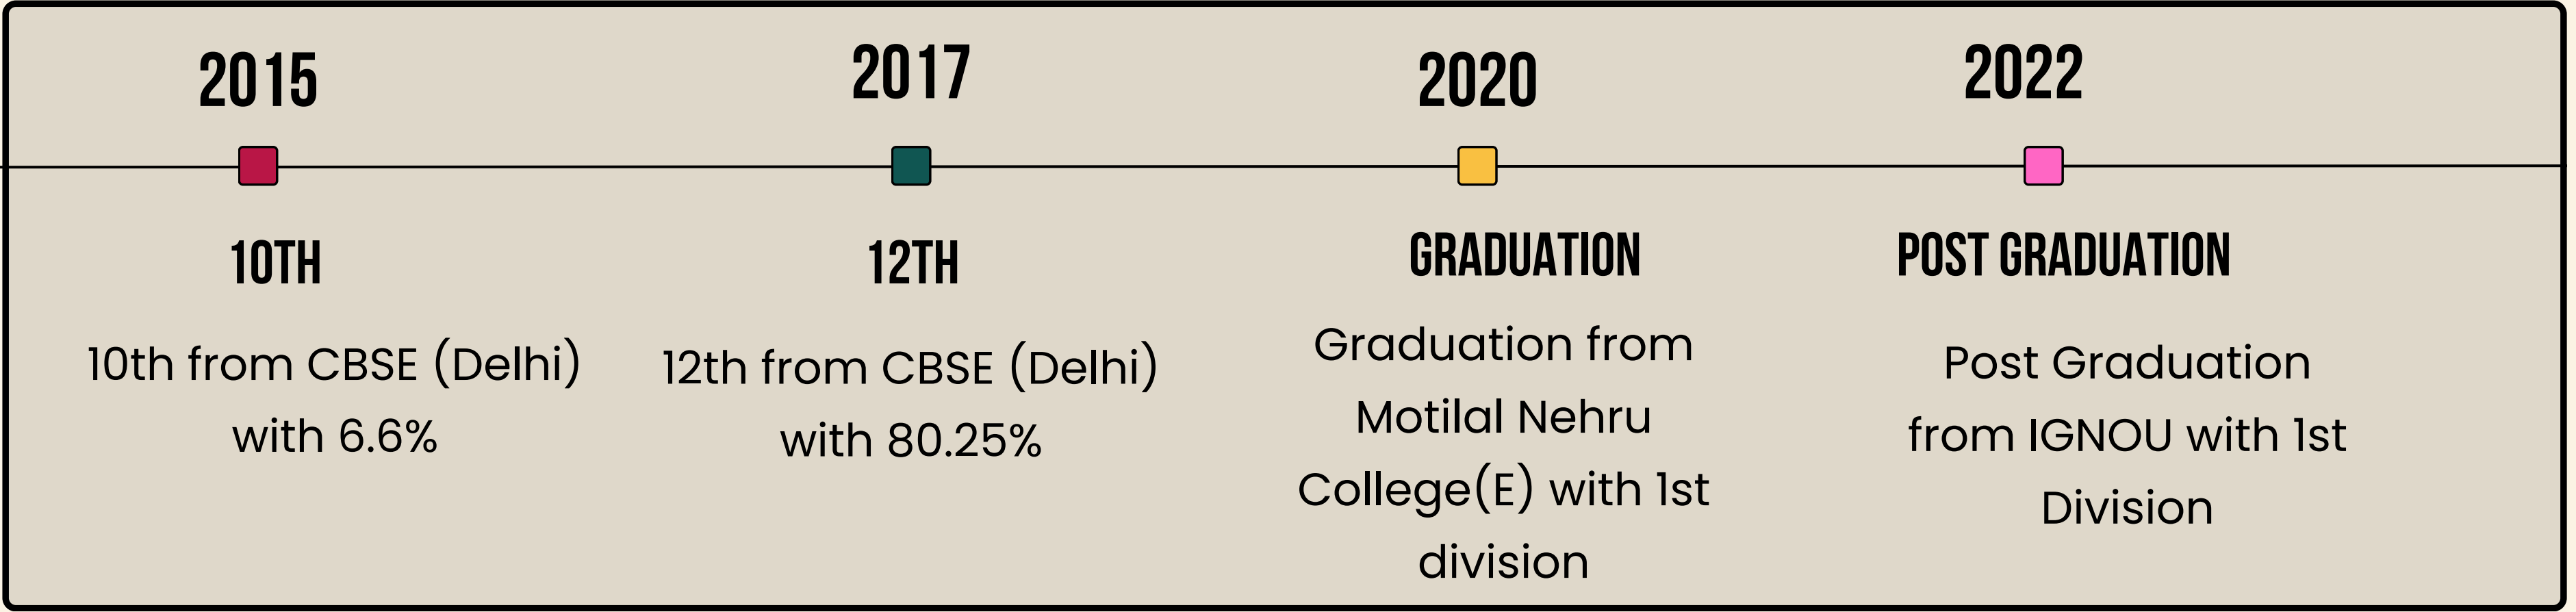 2015
2017
2020
2022
10TH
12TH
GRADUATION
POST GRADUATION
10th from CBSE (Delhi)
with 6.6%
12th from CBSE (Delhi)
with 80.25%
Graduation from
Motilal Nehru
College(E) with 1st
division
Post Graduation
from IGNOU with 1st
Division